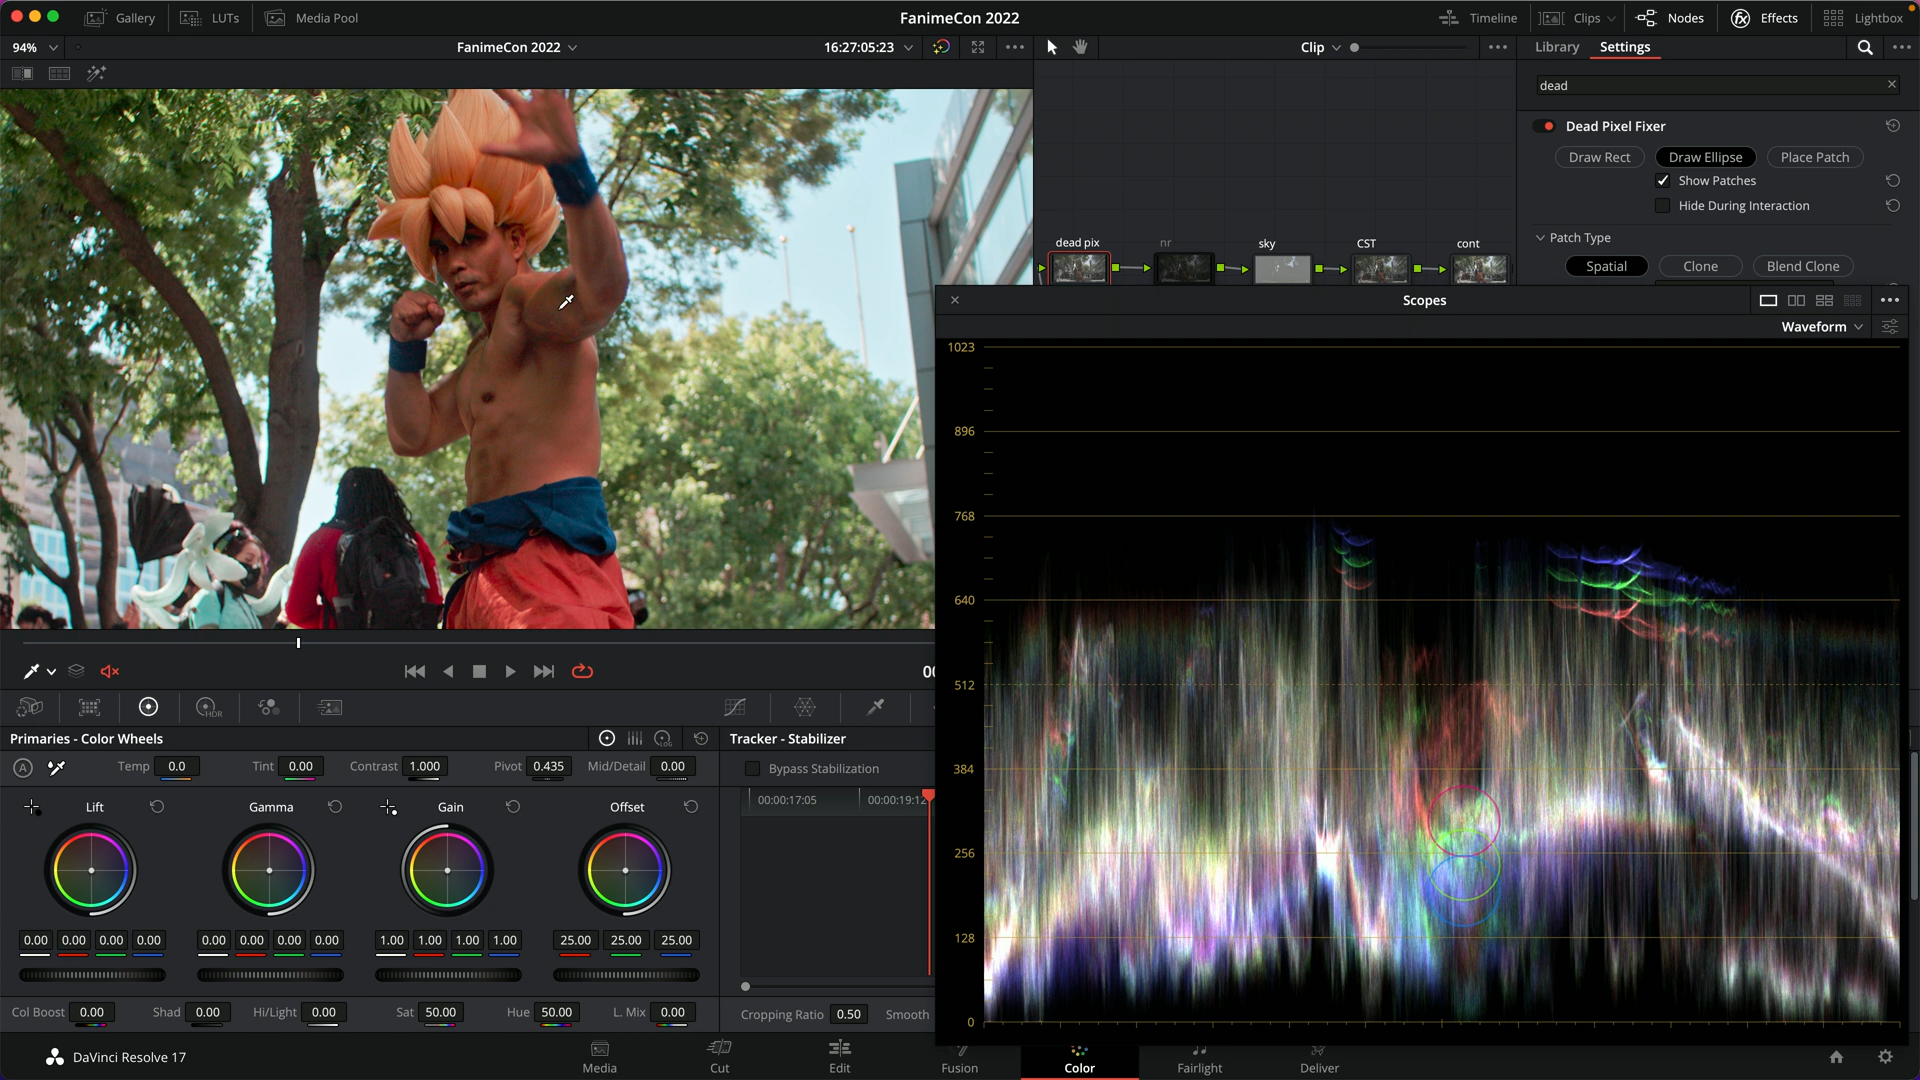 Gallery LUTs Media Pool FanimeCon 2022 Timeline Clips Nodes Effects Lightbox
94% FanimeCon 2022 16:27:05:23 Clip Library Settings
dead
Dead Pixel Fixer
Draw Rect Draw Ellipse Place Patch
Show Patches
Hide During Interaction
Patch Type
Spatial Clone Blend Clone
dead pix nr sky CST cont
Scopes
Waveform
1023
896
768
640
512
384
256
128
0
00
HDR
Primaries - Color Wheels
LOG
Tracker - Stabilizer
A Temp 0.0 Tint 0.00 Contrast 1.000 Pivot 0.435 Mid/Detail 0.00
Bypass Stabilization
00:00:17:05 00:00:19:12
Lift Gamma Gain Offset
0.00 0.00 0.00 0.00 0.00 0.00 0.00 0.00 1.00 1.00 1.00 1.00 25.00 25.00 25.00
Col Boost 0.00 Shad 0.00 Hi/Light 0.00 Sat 50.00 Hue 50.00 L. Mix 0.00
Cropping Ratio 0.50 Smooth
DaVinci Resolve 17
Media Cut Edit Fusion Color Fairlight Deliver